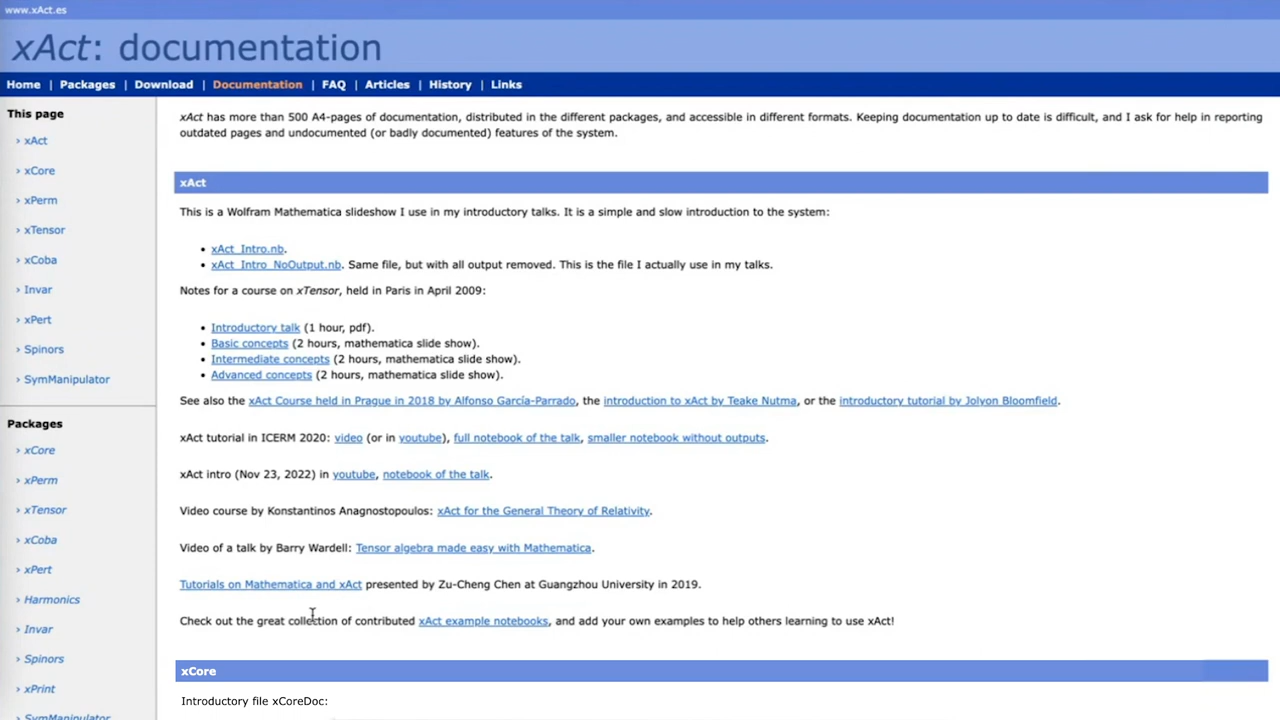 www.xAct.es
xAct: documentation
Home | Packages | Download | Documentation | FAQ | Articles | History | Links
This page
› xAct
› xCore
› xPerm
› xTensor
› xCoba
› Invar
› xPert
› Spinors
› SymManipulator
Packages
› xCore
› xPerm
› xTensor
› xCoba
› xPert
› Harmonics
› Invar
› Spinors
› xPrint
SymManipulator
xAct has more than 500 A4-pages of documentation, distributed in the different packages, and accessible in different formats. Keeping documentation up to date is difficult, and I ask for help in reporting
outdated pages and undocumented (or badly documented) features of the system.
xAct
This is a Wolfram Mathematica slideshow I use in my introductory talks. It is a simple and slow introduction to the system:
• xAct_Intro.nb.
• xAct_Intro_NoOutput.nb. Same file, but with all output removed. This is the file I actually use in my talks.
Notes for a course on xTensor, held in Paris in April 2009:
• Introductory talk (1 hour, pdf).
• Basic concepts (2 hours, mathematica slide show).
• Intermediate concepts (2 hours, mathematica slide show).
• Advanced concepts (2 hours, mathematica slide show).
See also the xAct Course held in Prague in 2018 by Alfonso García-Parrado, the introduction to xAct by Teake Nutma, or the introductory tutorial by Jolyon Bloomfield.
xAct tutorial in ICERM 2020: video (or in youtube), full notebook of the talk, smaller notebook without outputs.
xAct intro (Nov 23, 2022) in youtube, notebook of the talk.
Video course by Konstantinos Anagnostopoulos: xAct for the General Theory of Relativity.
Video of a talk by Barry Wardell: Tensor algebra made easy with Mathematica.
Tutorials on Mathematica and xAct presented by Zu-Cheng Chen at Guangzhou University in 2019.
Check out the great collection of contributed xAct example notebooks, and add your own examples to help others learning to use xAct!
xCore
Introductory file xCoreDoc: